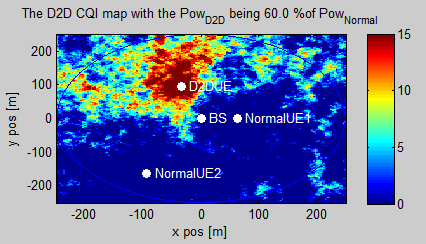 The D2D CQI map with the Pow_D2D being 60.0 %of Pow_Normal
y pos [m]
200
100
0
-100
-200
D2DUE
BS
NormalUE1
NormalUE2
-200 -100 0 100 200
x pos [m]
15
10
5
0